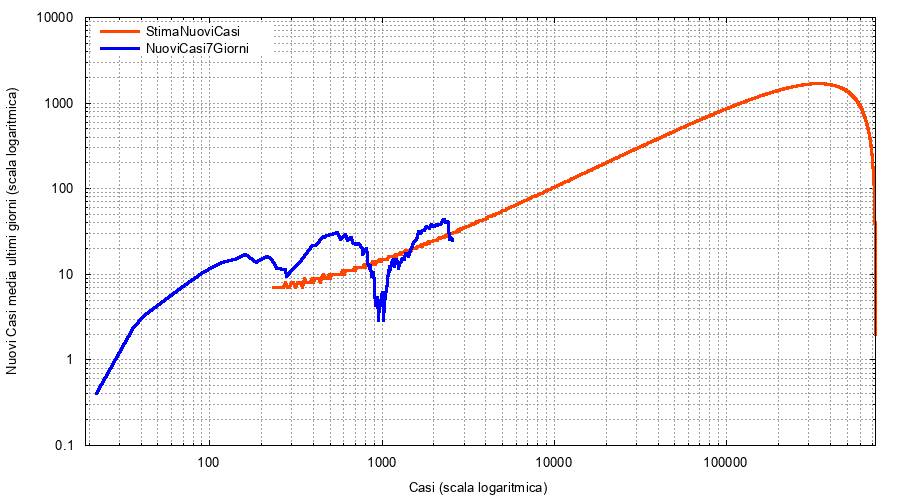 10000
1000
100
10
1
0.1
Nuovi Casi media ultimi giorni (scala logaritmica)
StimaNuoviCasi
NuoviCasi7Giorni
100
1000
10000
100000
Casi (scala logaritmica)